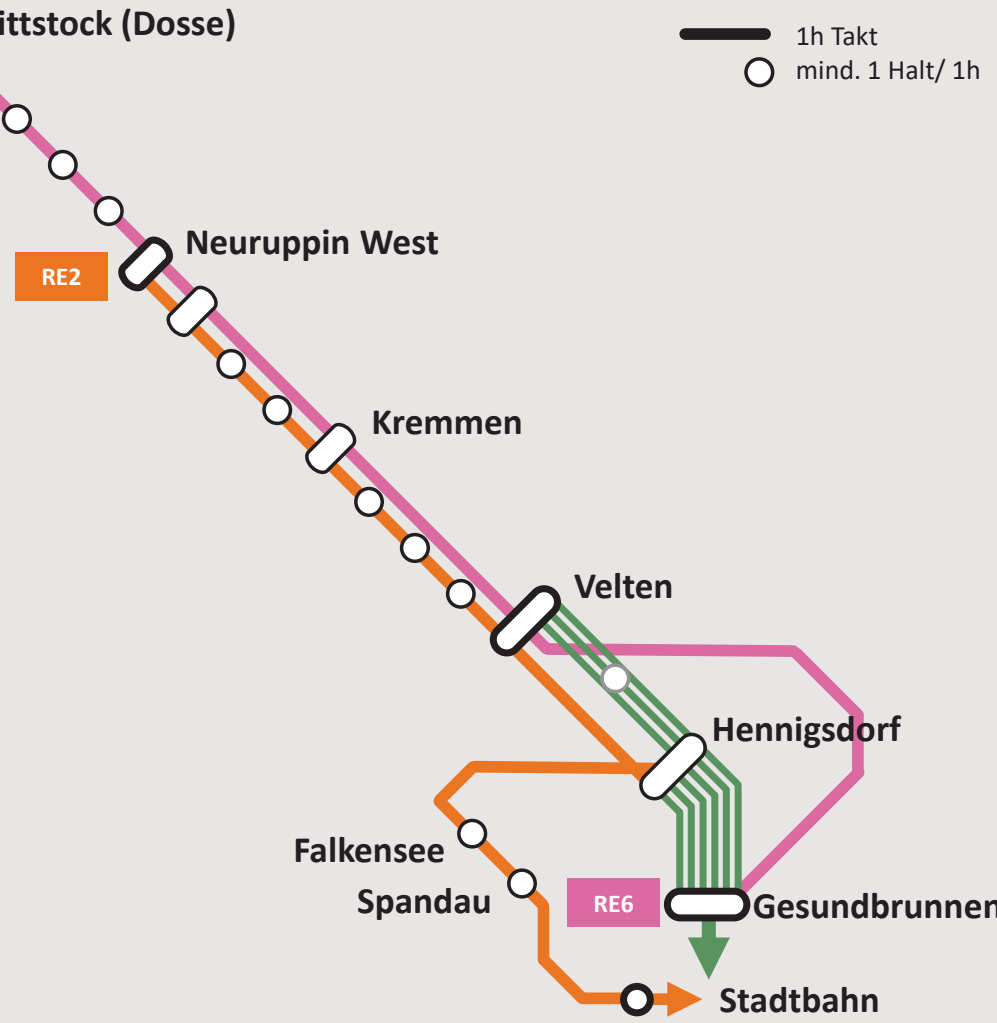 ittstock (Dosse)
1h Takt
mind. 1 Halt/ 1h
Neuruppin West
RE2
Kremmen
Velten
Hennigsdorf
Falkensee
Spandau
RE6
Gesundbrunnen
Stadtbahn